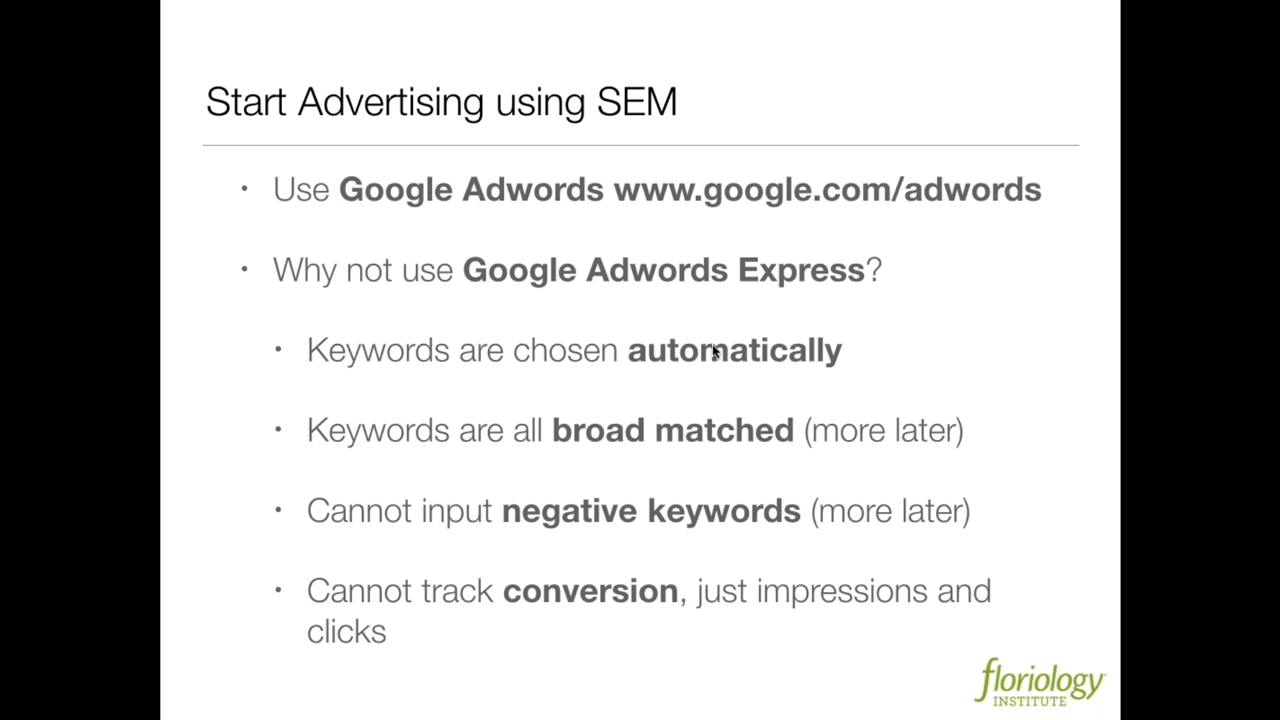 Start Advertising using SEM
• Use Google Adwords www.google.com/adwords
• Why not use Google Adwords Express?
• Keywords are chosen automatically
• Keywords are all broad matched (more later)
• Cannot input negative keywords (more later)
• Cannot track conversion, just impressions and
clicks
floriology
INSTITUTE